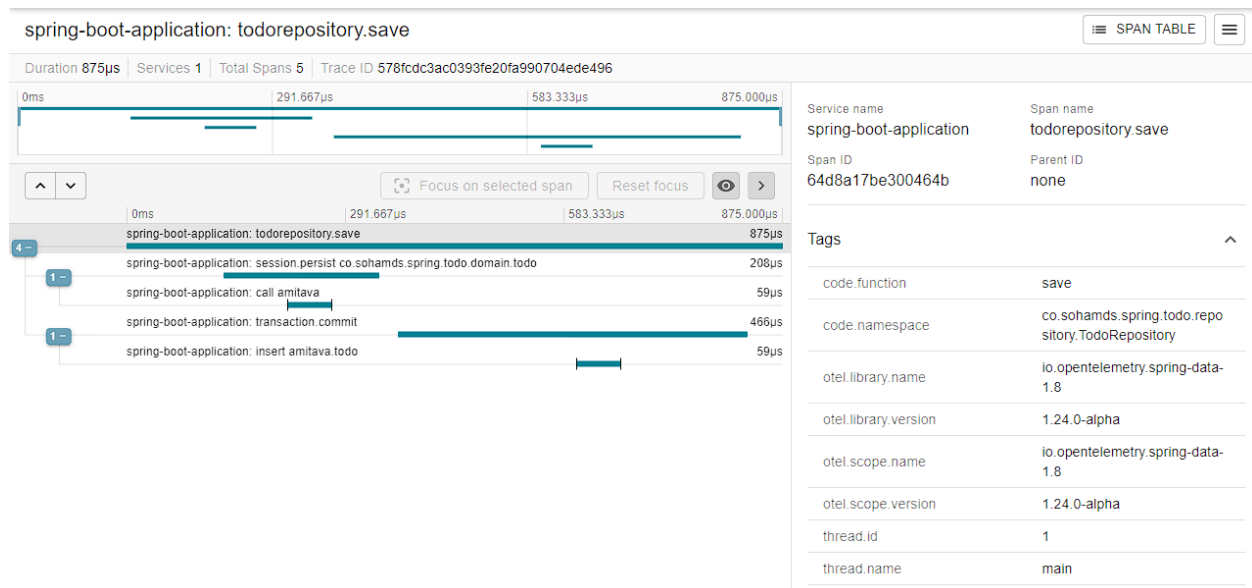 spring-boot-application: todorepository.save
SPAN TABLE
Duration 875μs Services 1 Total Spans 5 Trace ID 578fcdc3ac0393fe20fa990704ede496
0ms 291.667μs 583.333μs 875.000μs
Focus on selected span Reset focus
0ms 291.667μs 583.333μs 875.000μs
spring-boot-application: todorepository.save 875μs
4 −
spring-boot-application: session.persist co.sohamds.spring.todo.domain.todo 208μs
1 −
spring-boot-application: call amitava 59μs
spring-boot-application: transaction.commit 466μs
1 −
spring-boot-application: insert amitava.todo 59μs
Service name Span name
spring-boot-application todorepository.save
Span ID Parent ID
64d8a17be300464b none
Tags
code.function save
code.namespace co.sohamds.spring.todo.repo
sitory.TodoRepository
otel.library.name io.opentelemetry.spring-data-
1.8
otel.library.version 1.24.0-alpha
otel.scope.name io.opentelemetry.spring-data-
1.8
otel.scope.version 1.24.0-alpha
thread.id 1
thread.name main